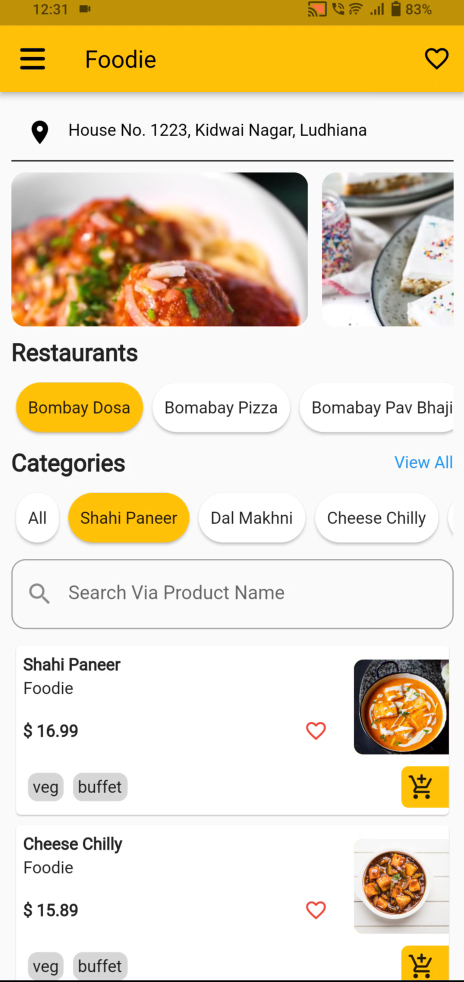 12:31 83%
Foodie
House No. 1223, Kidwai Nagar, Ludhiana
Restaurants
Bombay Dosa Bomabay Pizza Bomabay Pav Bhaji
Categories View All
All Shahi Paneer Dal Makhni Cheese Chilly
Search Via Product Name
Shahi Paneer
Foodie
$ 16.99
veg buffet
Cheese Chilly
Foodie
$ 15.89
veg buffet